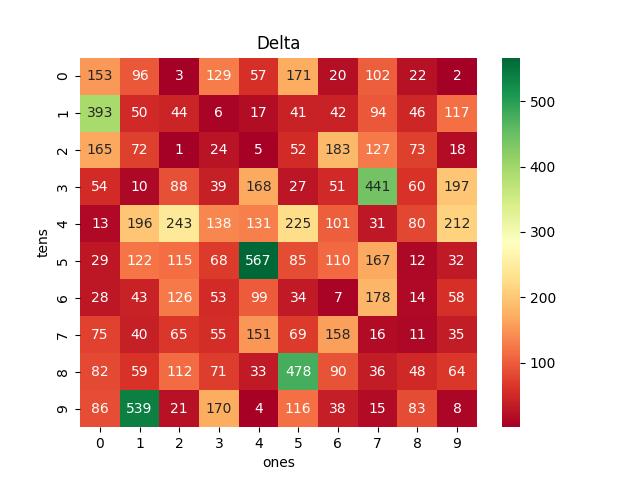 Delta
0 153 96 3 129 57 171 20 102 22 2
1 393 50 44 6 17 41 42 94 46 117
2 165 72 1 24 5 52 183 127 73 18
3 54 10 88 39 168 27 51 441 60 197
4 13 196 243 138 131 225 101 31 80 212
5 29 122 115 68 567 85 110 167 12 32
6 28 43 126 53 99 34 7 178 14 58
7 75 40 65 55 151 69 158 16 11 35
8 82 59 112 71 33 478 90 36 48 64
9 86 539 21 170 4 116 38 15 83 8
0 1 2 3 4 5 6 7 8 9
ones
tens
500
400
300
200
100